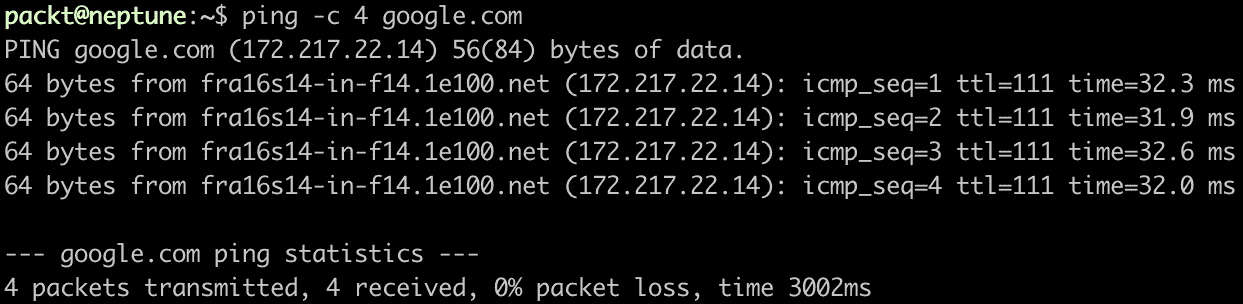 packt@neptune:~$ ping -c 4 google.com
PING google.com (172.217.22.14) 56(84) bytes of data.
64 bytes from fra16s14-in-f14.1e100.net (172.217.22.14): icmp_seq=1 ttl=111 time=32.3 ms
64 bytes from fra16s14-in-f14.1e100.net (172.217.22.14): icmp_seq=2 ttl=111 time=31.9 ms
64 bytes from fra16s14-in-f14.1e100.net (172.217.22.14): icmp_seq=3 ttl=111 time=32.6 ms
64 bytes from fra16s14-in-f14.1e100.net (172.217.22.14): icmp_seq=4 ttl=111 time=32.0 ms
--- google.com ping statistics ---
4 packets transmitted, 4 received, 0% packet loss, time 3002ms